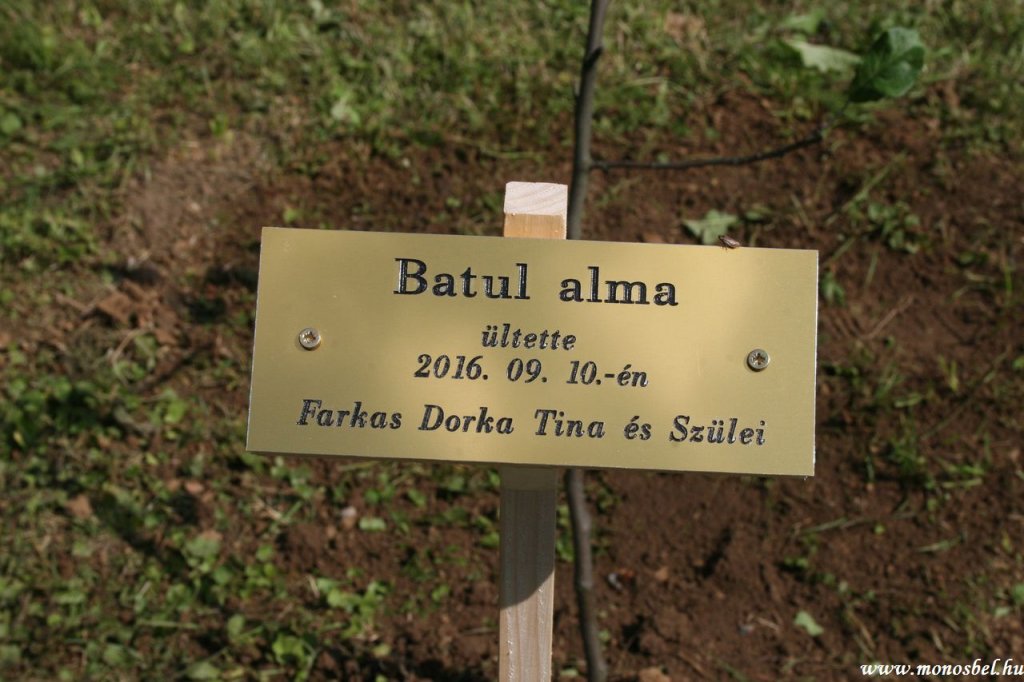 Batul alma
ültette
2016. 09. 10.-én
Farkas Dorka Tina és Szülei
www.monosbel.hu